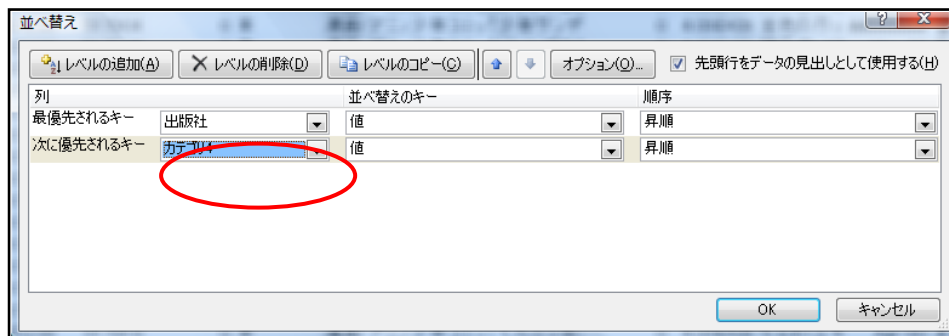 並べ替え
レベルの追加(A) レベルの削除(D) レベルのコピー(C) オプション(O)... 先頭行をデータの見出しとして使用する(H)
列 並べ替えのキー 順序
最優先されるキー 出版社 値 昇順
次に優先されるキー カテゴリ4 値 昇順
OK キャンセル